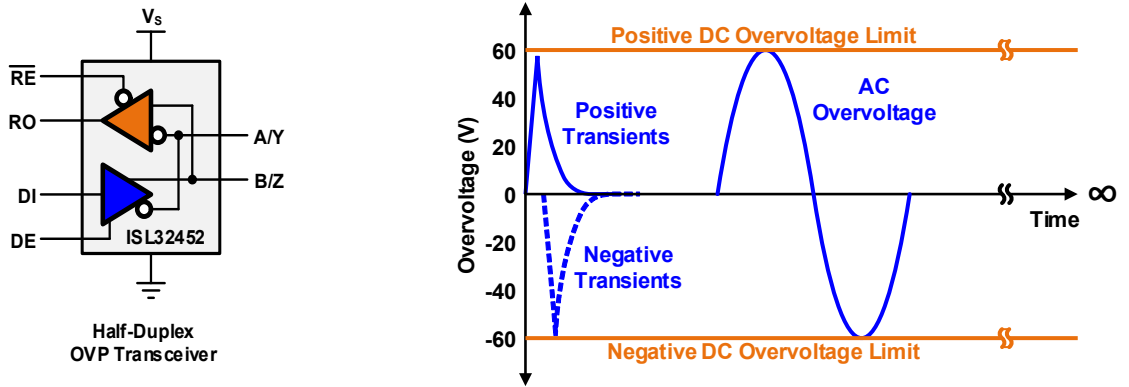 VS
RE
RO
DI
DE
A/Y
B/Z
ISL32452
Half-Duplex
OVP Transceiver
Overvoltage (V)
60
40
20
0
-20
-40
-60
Positive DC Overvoltage Limit
Positive
Transients
AC
Overvoltage
Time
∞
Negative
Transients
Negative DC Overvoltage Limit